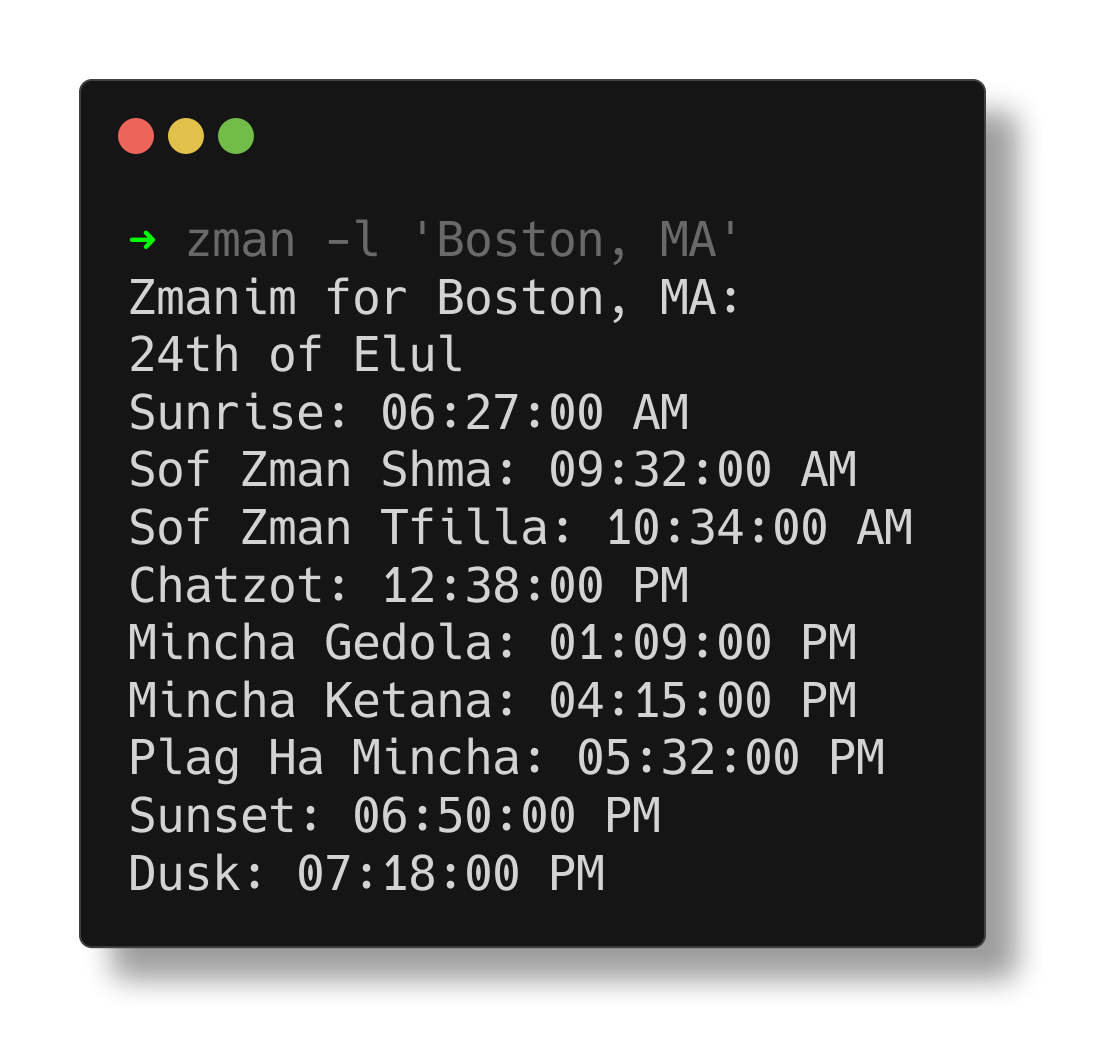 ➜ zman -l 'Boston, MA'
Zmanim for Boston, MA:
24th of Elul
Sunrise: 06:27:00 AM
Sof Zman Shma: 09:32:00 AM
Sof Zman Tfilla: 10:34:00 AM
Chatzot: 12:38:00 PM
Mincha Gedola: 01:09:00 PM
Mincha Ketana: 04:15:00 PM
Plag Ha Mincha: 05:32:00 PM
Sunset: 06:50:00 PM
Dusk: 07:18:00 PM